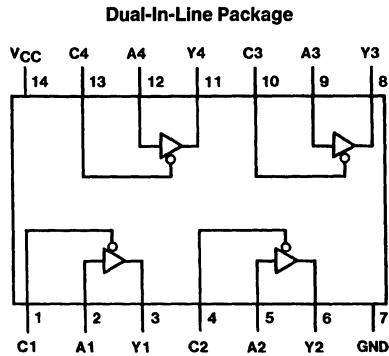 Dual-In-Line Package
VCC C4 A4 Y4 C3 A3 Y3
14 13 12 11 10 9 8
1 2 3 4 5 6 7
C1 A1 Y1 C2 A2 Y2 GND